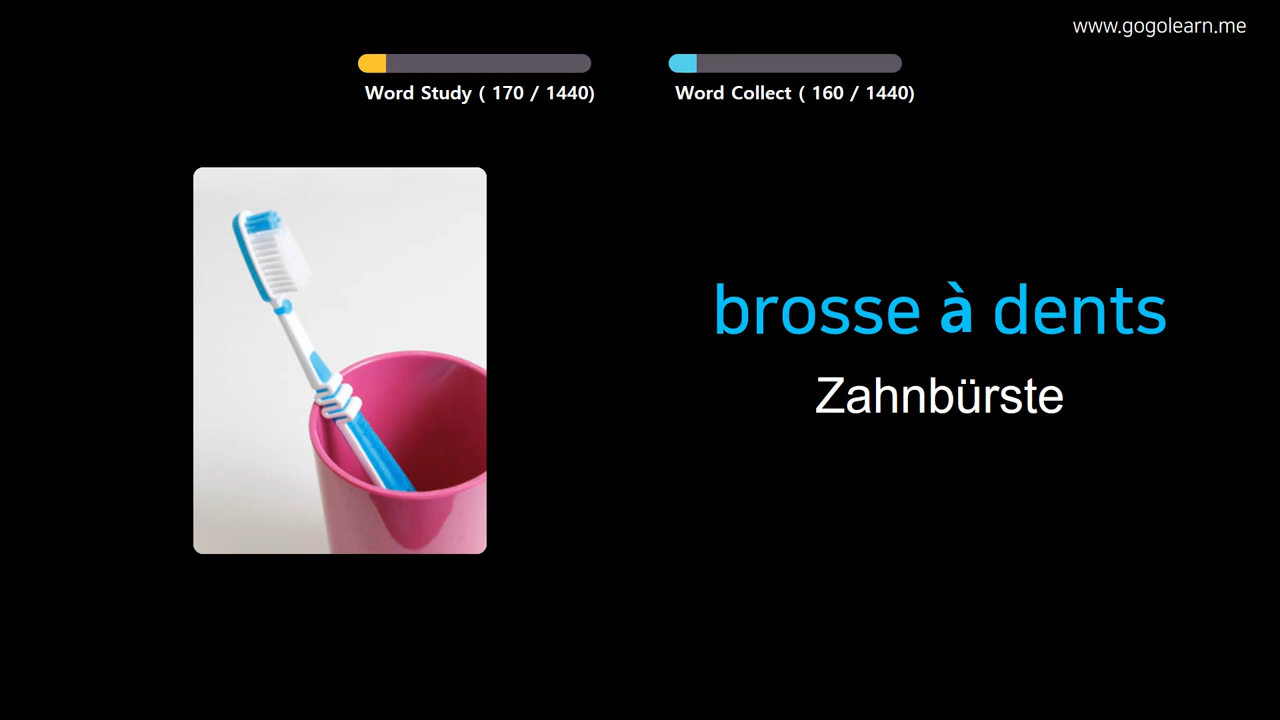 www.gogolearn.me
Word Study ( 170 / 1440)
Word Collect ( 160 / 1440)
brosse à dents
Zahnbürste